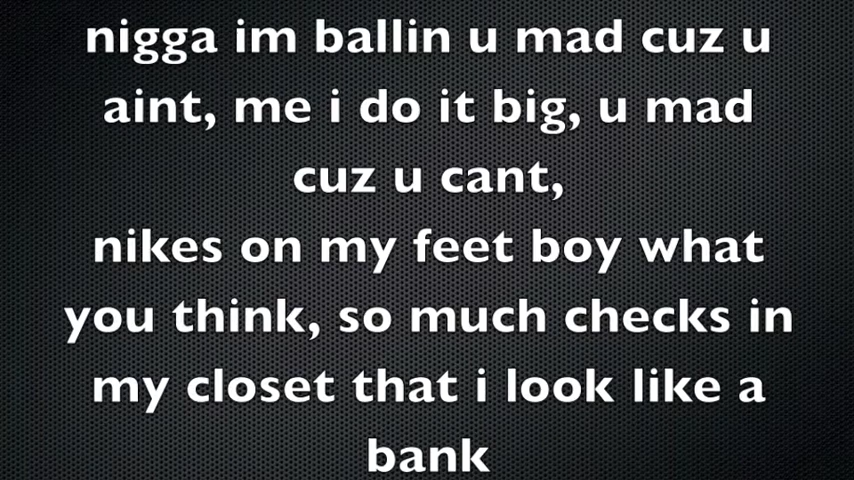 nigga im ballin u mad cuz u
aint, me i do it big, u mad
cuz u cant,
nikes on my feet boy what
you think, so much checks in
my closet that i look like a
bank